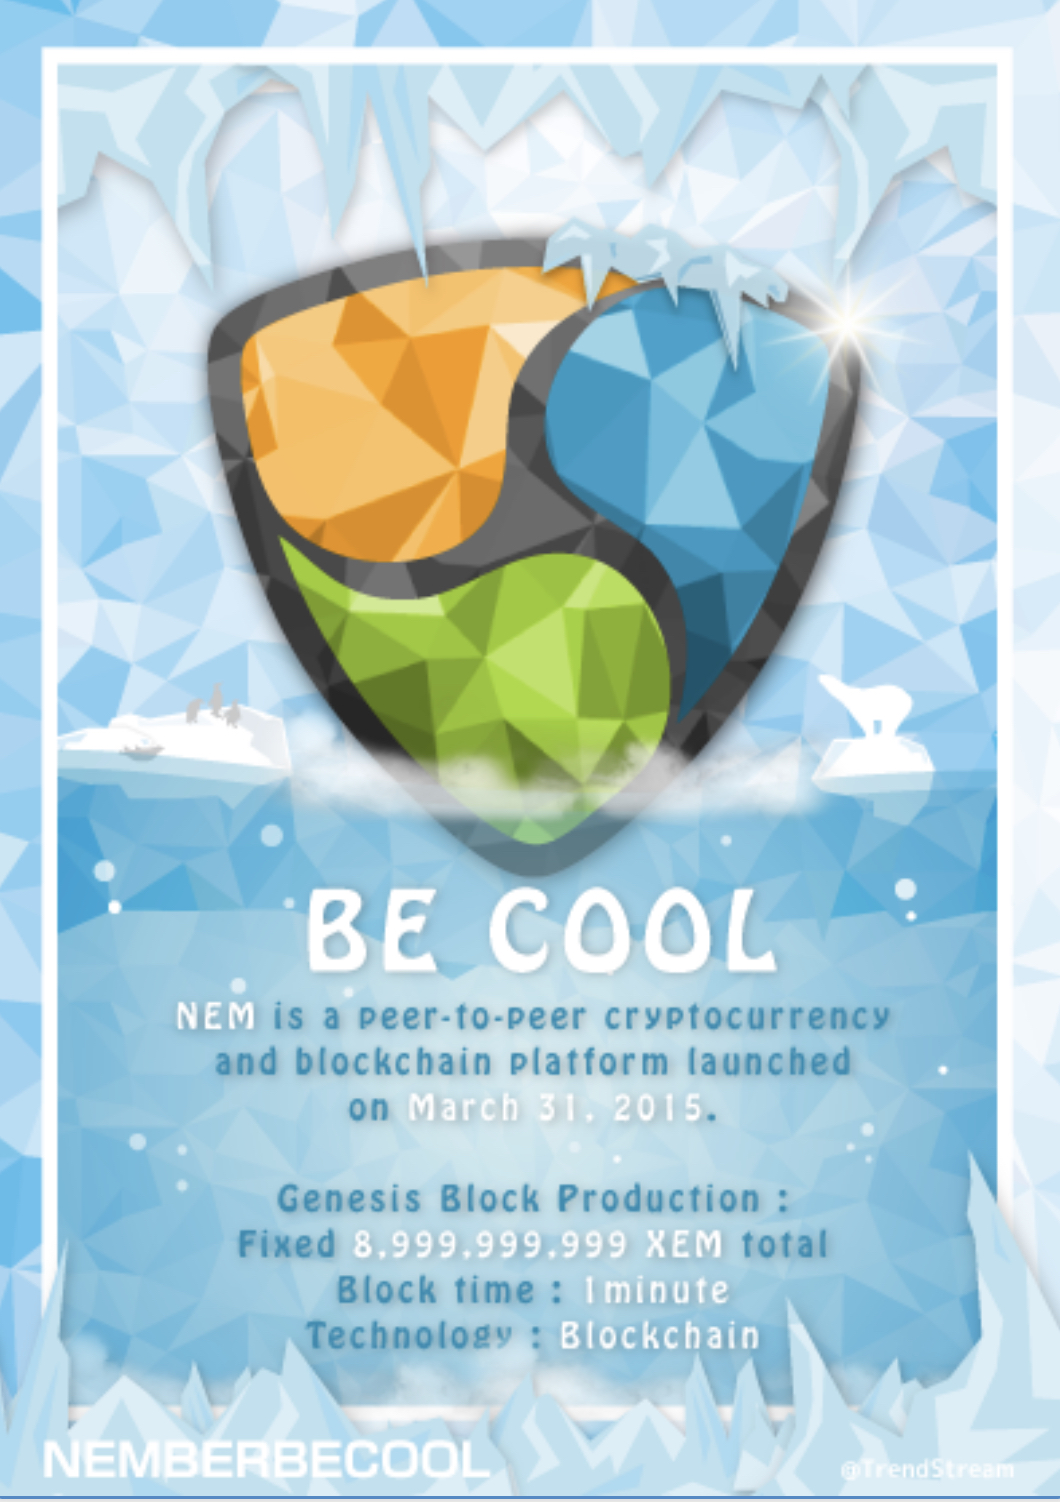 BE COOL
NEM is a peer-to-peer cryptocurrency
and blockchain platform launched
on March 31, 2015.
Genesis Block Production :
Fixed 8,999,999,999 XEM total
Block time : 1minute
Technology : Blockchain
NEMBERBECOOL
@TrendStream